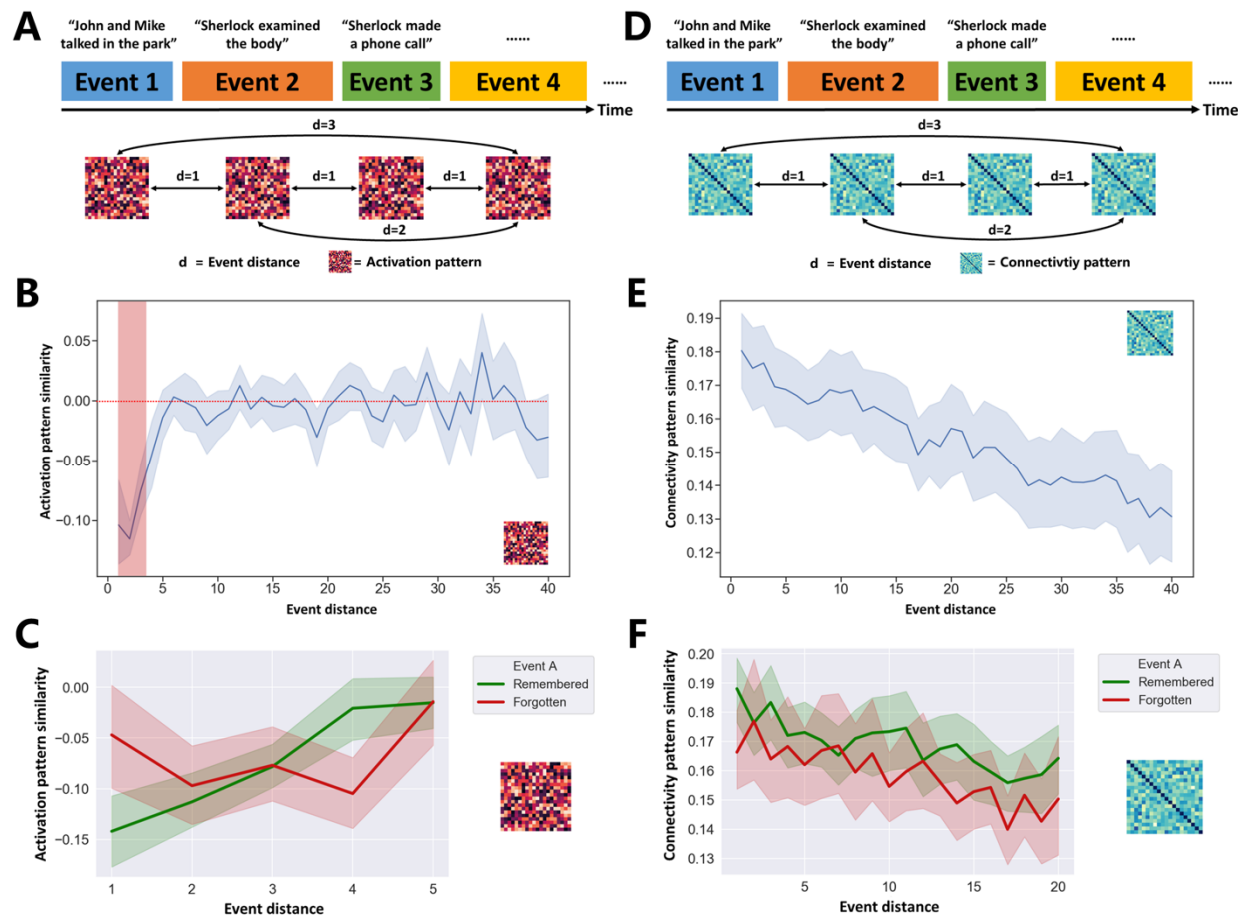 A
“John and Mike
talked in the park”
“Sherlock examined
the body”
“Sherlock made
a phone call”
......
Event 1
Event 2
Event 3
Event 4
......
Time
d=3
d=1
d=1
d=1
d=2
d = Event distance
= Activation pattern
D
“John and Mike
talked in the park”
“Sherlock examined
the body”
“Sherlock made
a phone call”
......
Event 1
Event 2
Event 3
Event 4
......
Time
d=3
d=1
d=1
d=1
d=2
d = Event distance
= Connectivtiy pattern
B
Activation pattern similarity
0.05
0.00
−0.05
−0.10
0 5 10 15 20 25 30 35 40
Event distance
E
Connectivity pattern similarity
0.19
0.18
0.17
0.16
0.15
0.14
0.13
0.12
0 5 10 15 20 25 30 35 40
Event distance
C
Activation pattern similarity
0.00
−0.05
−0.10
−0.15
1 2 3 4 5
Event distance
Event A
Remembered
Forgotten
F
Connectivity pattern similarity
0.20
0.19
0.18
0.17
0.16
0.15
0.14
0.13
5 10 15 20
Event distance
Event A
Remembered
Forgotten